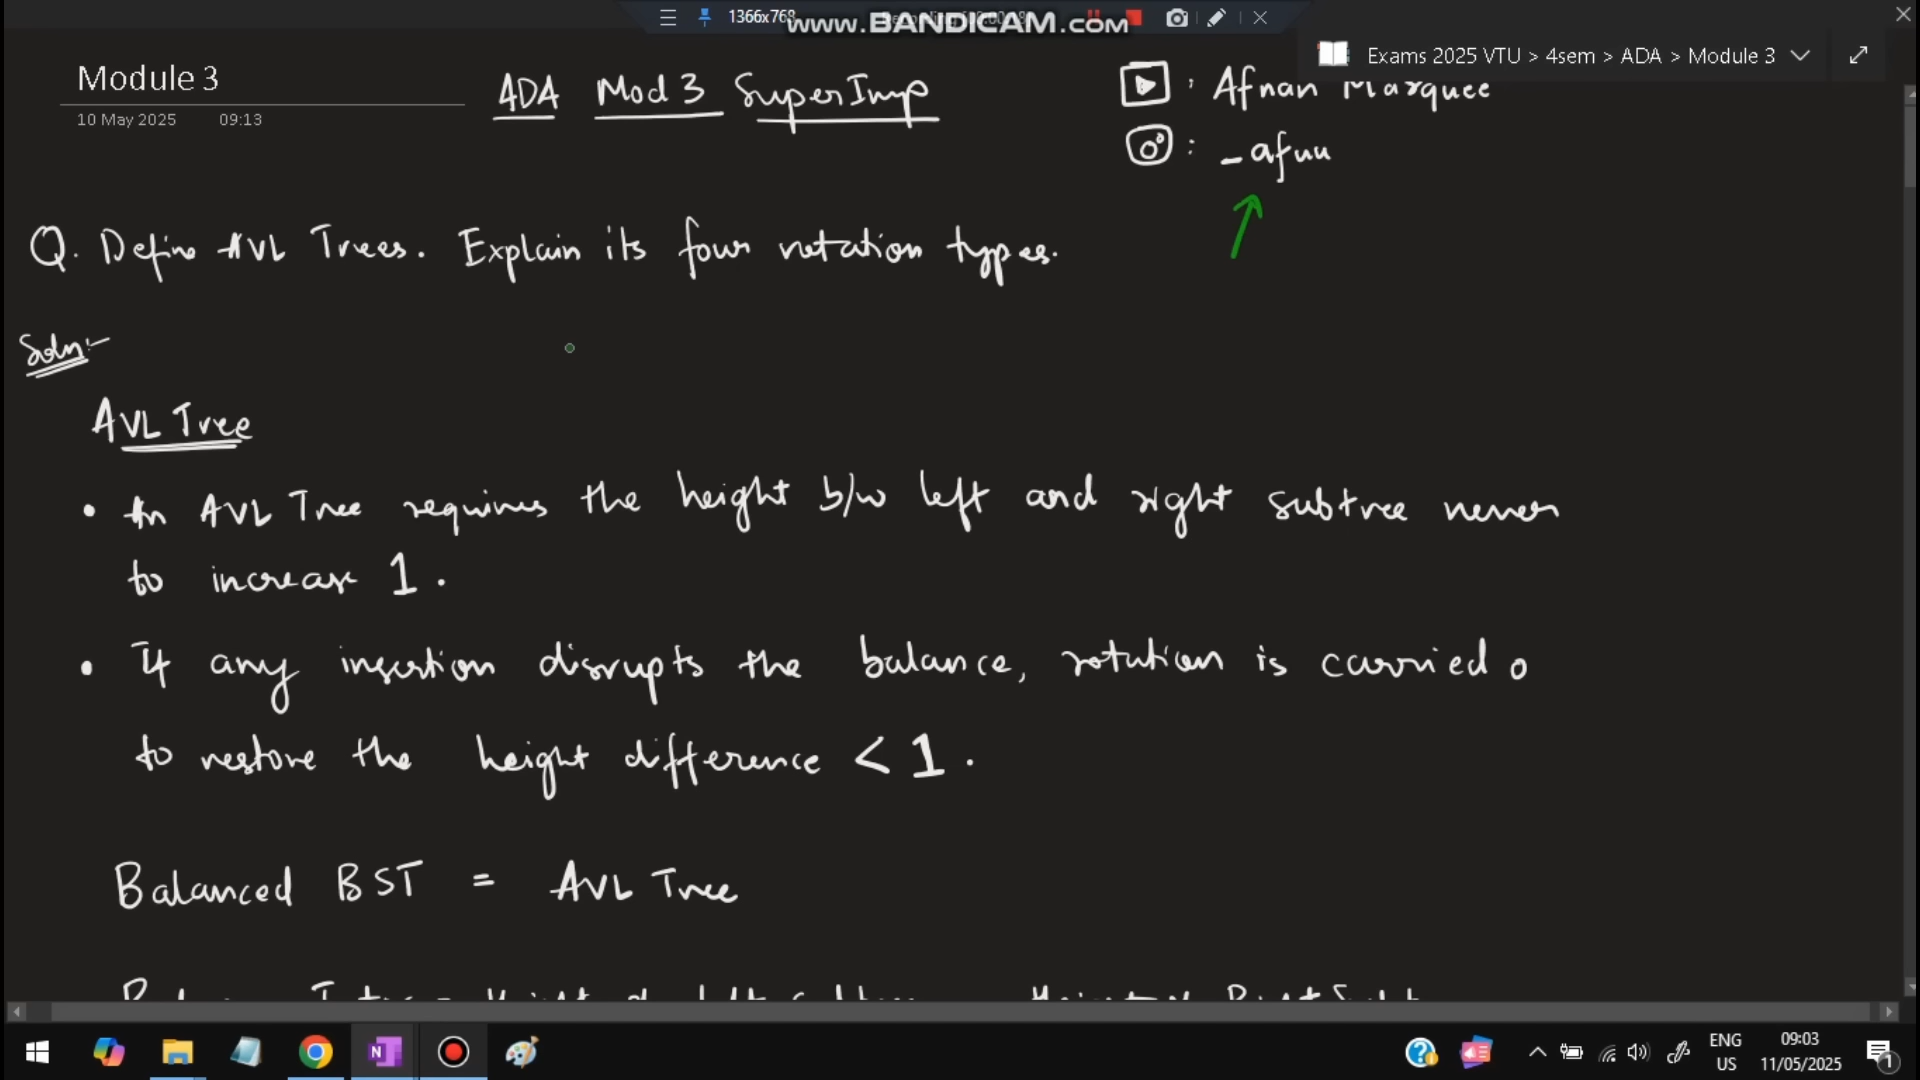 1366x768
www.BANDICAM.com
Exams 2025 VTU > 4sem > ADA > Module 3
Module 3
10 May 2025 09:13
ADA Mod 3 SuperImp
: Afnan Marquee
: _afuu
Q. Define AVL Trees. Explain its four rotation types.
Soln:-
AVL Tree
• An AVL Tree requires the height b/w left and right subtree never
to increase 1.
• If any insertion disrupts the balance, rotation is carried o
to restore the height difference < 1.
Balanced BST = AVL Tree
ENG
US
09:03
11/05/2025
1